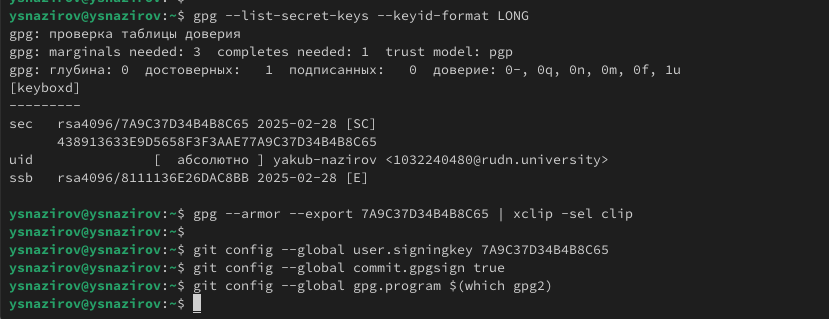 ysnazirov@ysnazirov:~$ gpg --list-secret-keys --keyid-format LONG
gpg: проверка таблицы доверия
gpg: marginals needed: 3  completes needed: 1  trust model: pgp
gpg: глубина: 0  достоверных:   1  подписанных:   0  доверие: 0-, 0q, 0n, 0m, 0f, 1u
[keyboxd]
---------
sec   rsa4096/7A9C37D34B4B8C65 2025-02-28 [SC]
      438913633E9D5658F3F3AAE77A9C37D34B4B8C65
uid              [  абсолютно ] yakub-nazirov <1032240480@rudn.university>
ssb   rsa4096/8111136E26DAC8BB 2025-02-28 [E]
ysnazirov@ysnazirov:~$ gpg --armor --export 7A9C37D34B4B8C65 | xclip -sel clip
ysnazirov@ysnazirov:~$
ysnazirov@ysnazirov:~$ git config --global user.signingkey 7A9C37D34B4B8C65
ysnazirov@ysnazirov:~$ git config --global commit.gpgsign true
ysnazirov@ysnazirov:~$ git config --global gpg.program $(which gpg2)
ysnazirov@ysnazirov:~$